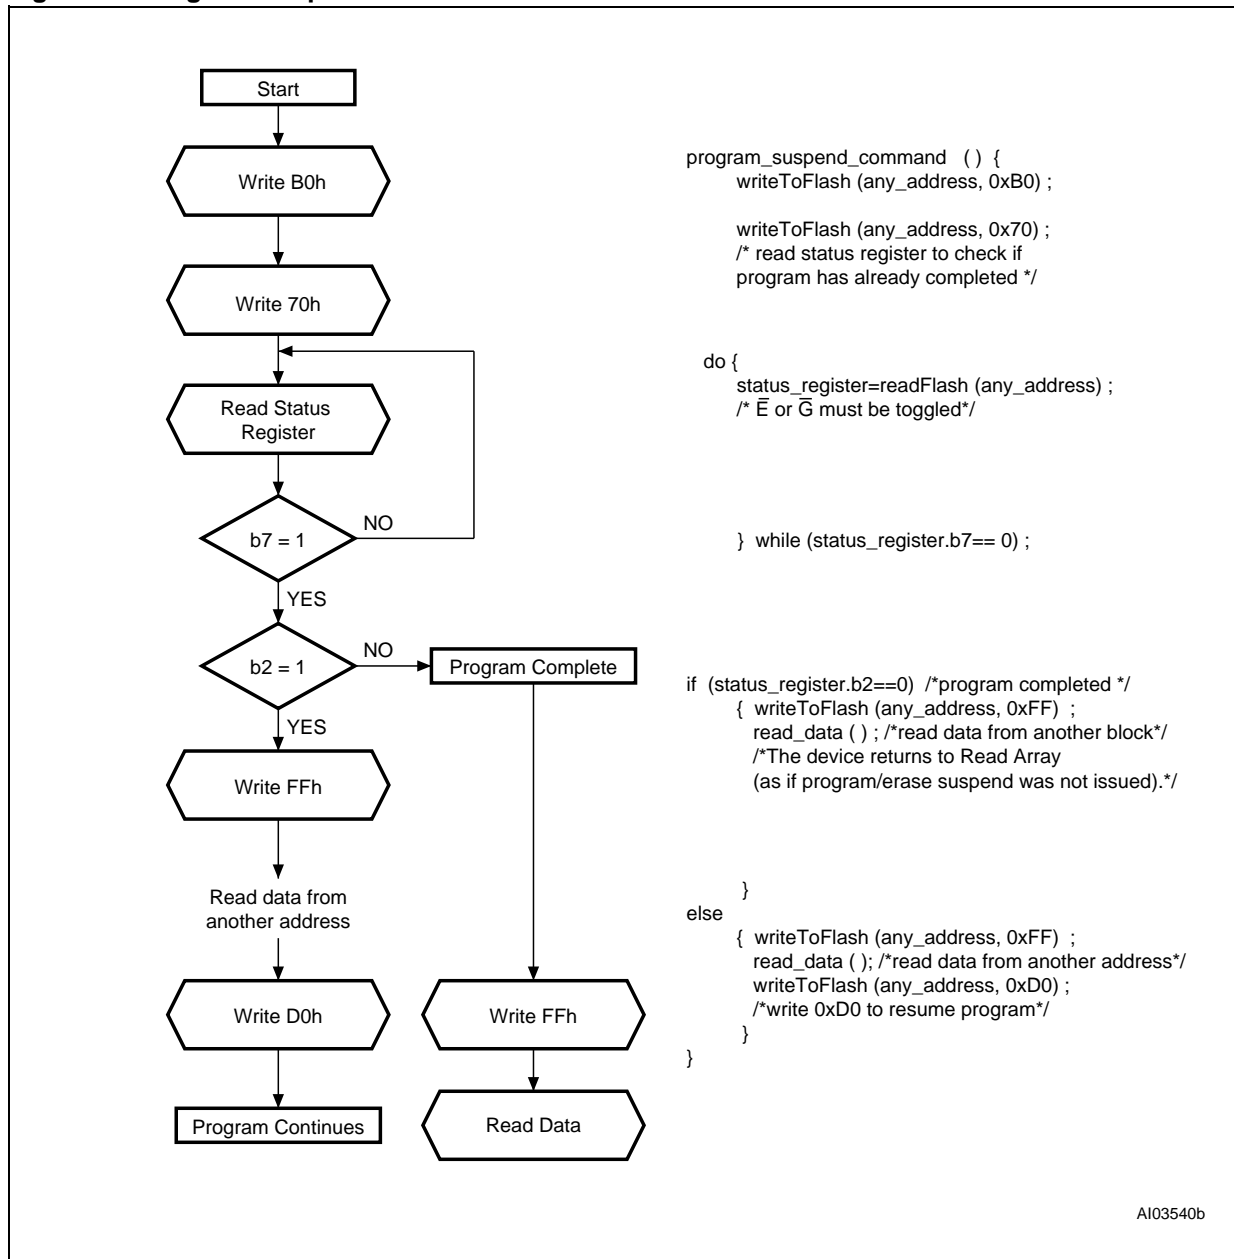 Start
Write B0h
Write 70h
Read Status
Register
b7 = 1
NO
YES
b2 = 1
NO
Program Complete
YES
Write FFh
Read data from
another address
Write D0h
Write FFh
Program Continues
Read Data
program_suspend_command ( ) {
writeToFlash (any_address, 0xB0) ;
writeToFlash (any_address, 0x70) ;
/* read status register to check if
program has already completed */
do {
status_register=readFlash (any_address) ;
/* E̅ or G̅ must be toggled*/
} while (status_register.b7== 0) ;
if (status_register.b2==0) /*program completed */
{ writeToFlash (any_address, 0xFF) ;
read_data ( ) ; /*read data from another block*/
/*The device returns to Read Array
(as if program/erase suspend was not issued).*/
}
else
{ writeToFlash (any_address, 0xFF) ;
read_data ( ); /*read data from another address*/
writeToFlash (any_address, 0xD0) ;
/*write 0xD0 to resume program*/
}
}
AI03540b